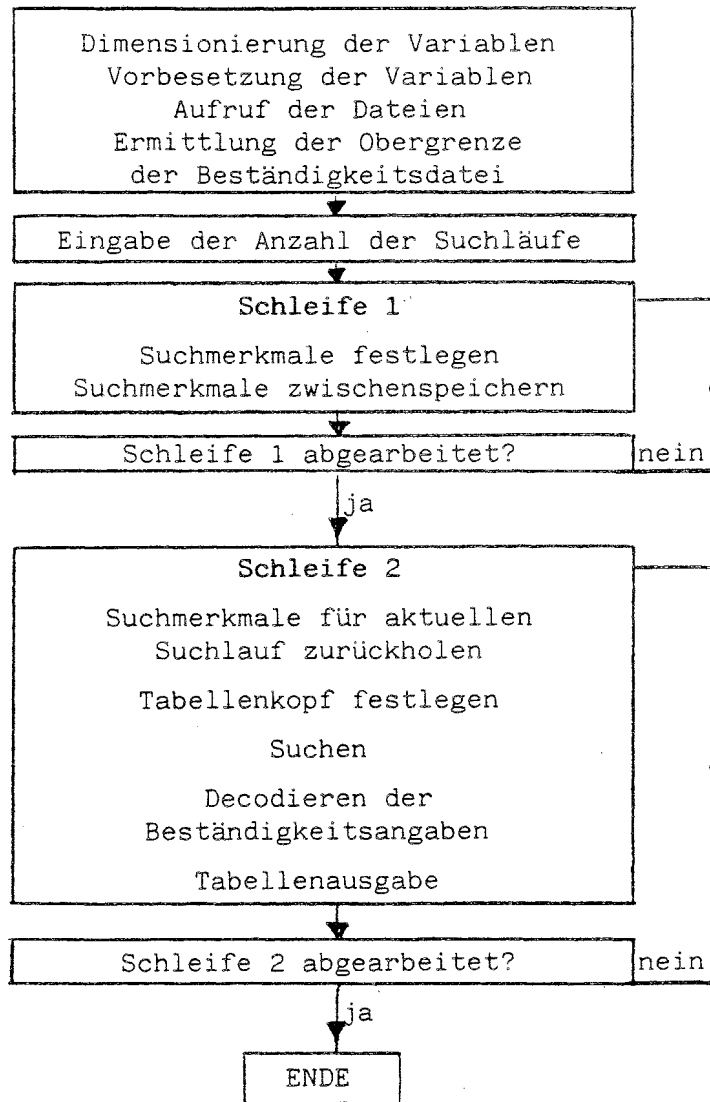 Dimensionierung der Variablen
Vorbesetzung der Variablen
Aufruf der Dateien
Ermittlung der Obergrenze
der Beständigkeitsdatei
Eingabe der Anzahl der Suchläufe
Schleife 1
Suchmerkmale festlegen
Suchmerkmale zwischenspeichern
Schleife 1 abgearbeitet? nein
ja
Schleife 2
Suchmerkmale für aktuellen
Suchlauf zurückholen
Tabellenkopf festlegen
Suchen
Decodieren der
Beständigkeitsangaben
Tabellenausgabe
Schleife 2 abgearbeitet? nein
ja
ENDE